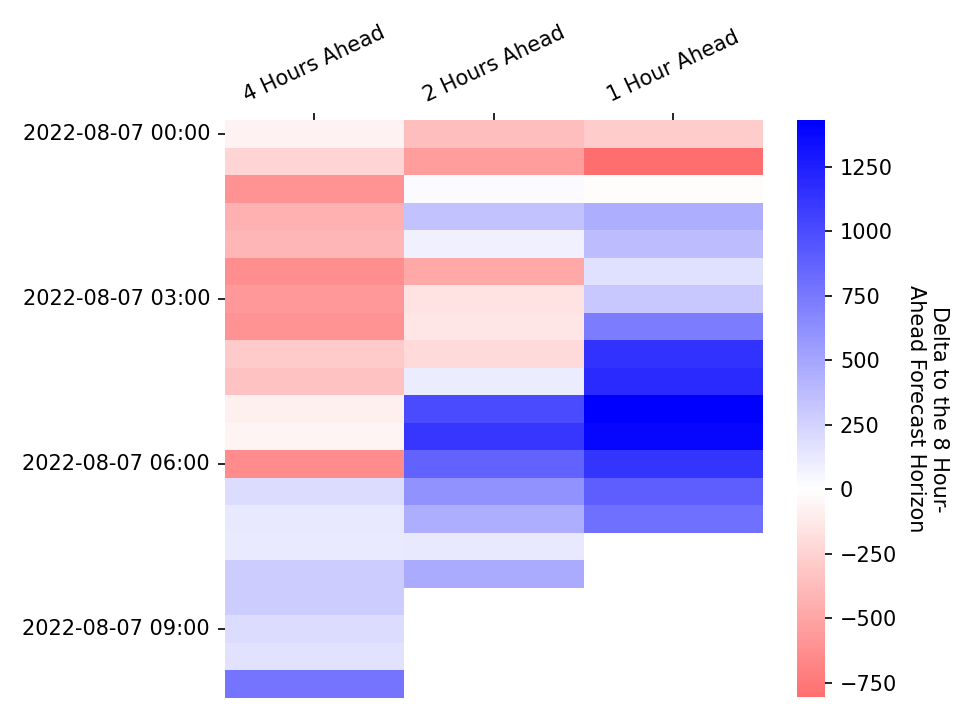 4 Hours Ahead
2 Hours Ahead
1 Hour Ahead
2022-08-07 00:00
2022-08-07 03:00
2022-08-07 06:00
2022-08-07 09:00
1250
1000
750
500
250
0
−250
−500
−750
Delta to the 8 Hour-
Ahead Forecast Horizon